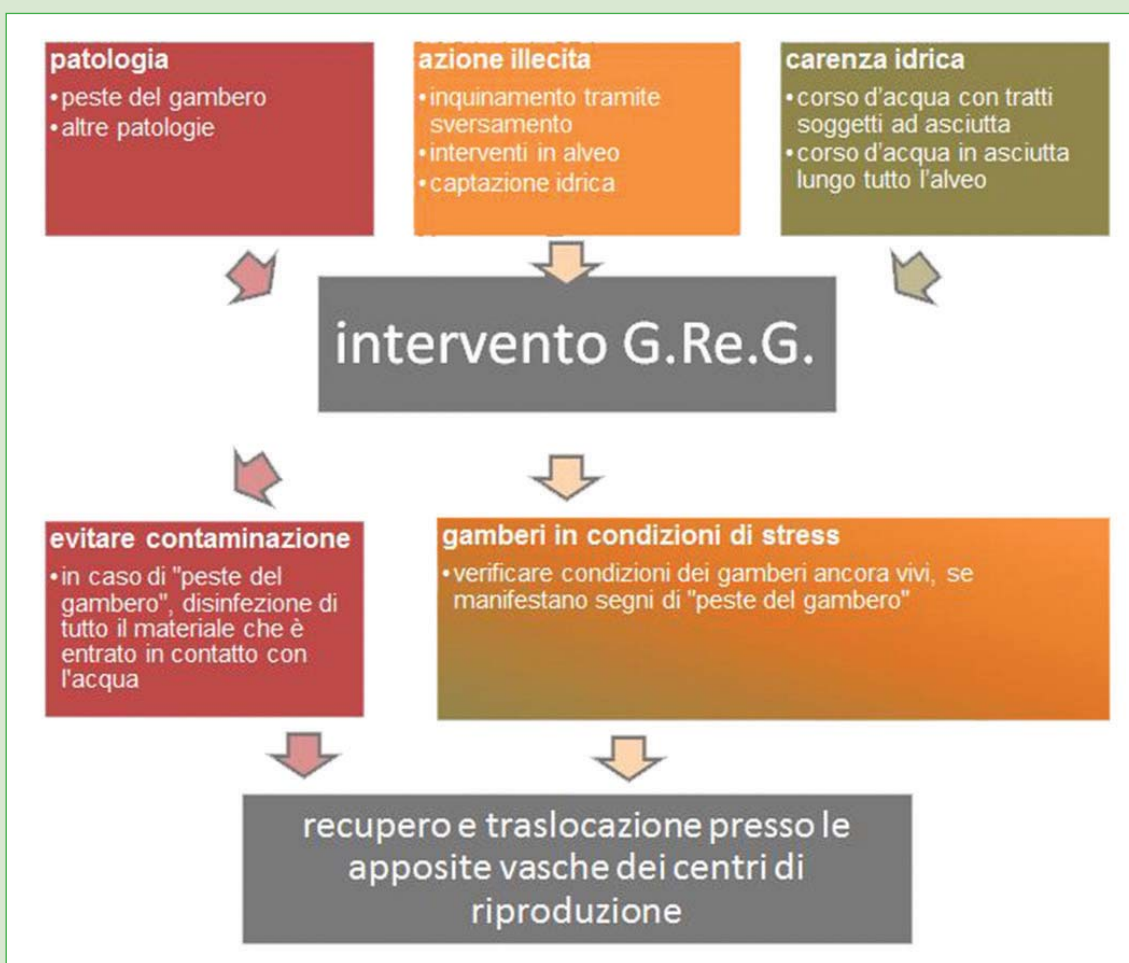 patologia
•peste del gambero
•altre patologie
azione illecita
•inquinamento tramite
sversamento
•interventi in alveo
•captazione idrica
carenza idrica
•corso d'acqua con tratti
soggetti ad asciutta
•corso d'acqua in asciutta
lungo tutto l'alveo
intervento G.Re.G.
evitare contaminazione
•in caso di "peste del
gambero", disinfezione di
tutto il materiale che è
entrato in contatto con
l'acqua
gamberi in condizioni di stress
•verificare condizioni dei gamberi ancora vivi, se
manifestano segni di "peste del gambero"
recupero e traslocazione presso le
apposite vasche dei centri di
riproduzione